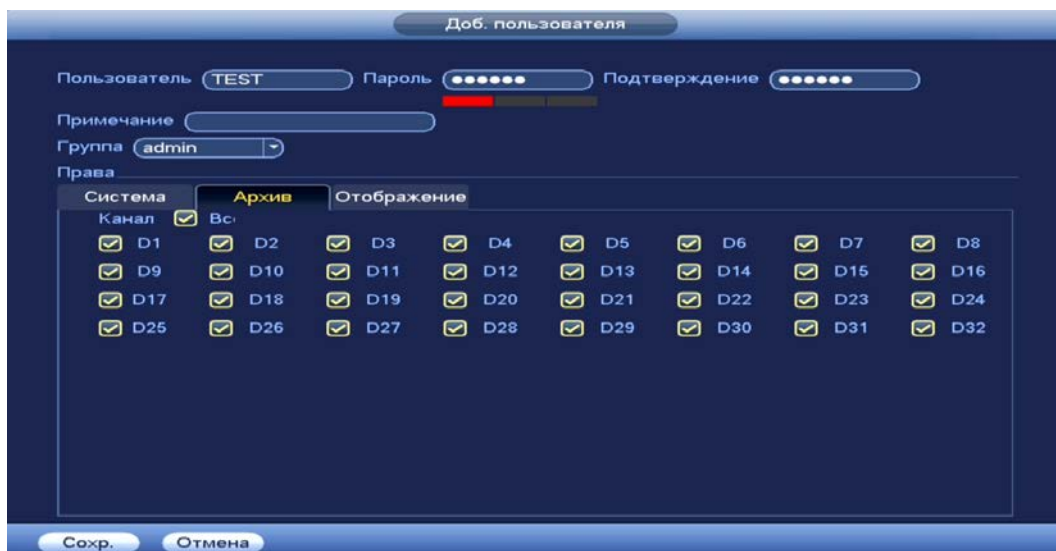 Доб. пользователя
Пользователь TEST Пароль ●●●●●● Подтверждение ●●●●●●
Примечание
Группа admin
Права
Система Архив Отображение
Канал Вс
D1 D2 D3 D4 D5 D6 D7 D8
D9 D10 D11 D12 D13 D14 D15 D16
D17 D18 D19 D20 D21 D22 D23 D24
D25 D26 D27 D28 D29 D30 D31 D32
Сохр. Отмена